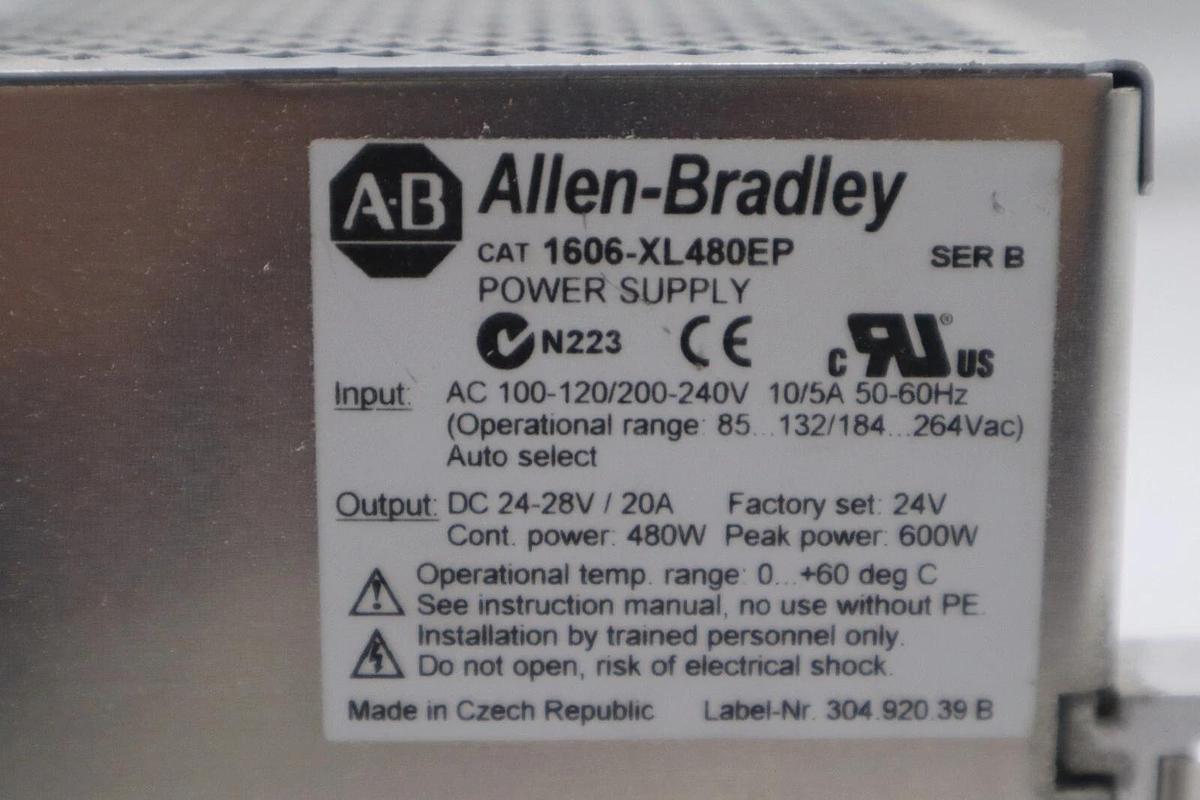 A·B Allen-Bradley
CAT 1606-XL480EP SER B
POWER SUPPLY
N223 CE c RU ® US
Input: AC 100-120/200-240V 10/5A 50-60Hz
(Operational range: 85...132/184...264Vac)
Auto select
Output: DC 24-28V / 20A Factory set: 24V
Cont. power: 480W Peak power: 600W
Operational temp. range: 0...+60 deg C
See instruction manual, no use without PE.
Installation by trained personnel only.
Do not open, risk of electrical shock.
Made in Czech Republic Label-Nr. 304.920.39 B